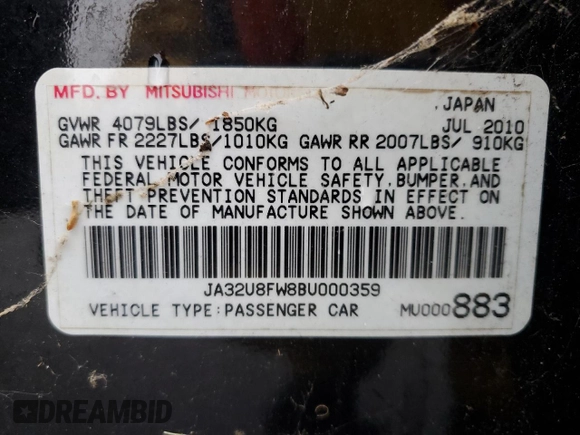 MFD. BY MITSUBISHI
JAPAN
GVWR 4079LBS/ 1850KG JUL 2010
GAWR FR 2227LBS/1010KG GAWR RR 2007LBS/ 910KG
THIS VEHICLE CONFORMS TO ALL APPLICABLE
FEDERAL MOTOR VEHICLE SAFETY, BUMPER, AND
THEFT PREVENTION STANDARDS IN EFFECT ON
THE DATE OF MANUFACTURE SHOWN ABOVE.
JA32U8FW8BU000359
VEHICLE TYPE:PASSENGER CAR MU000883
DREAMBID